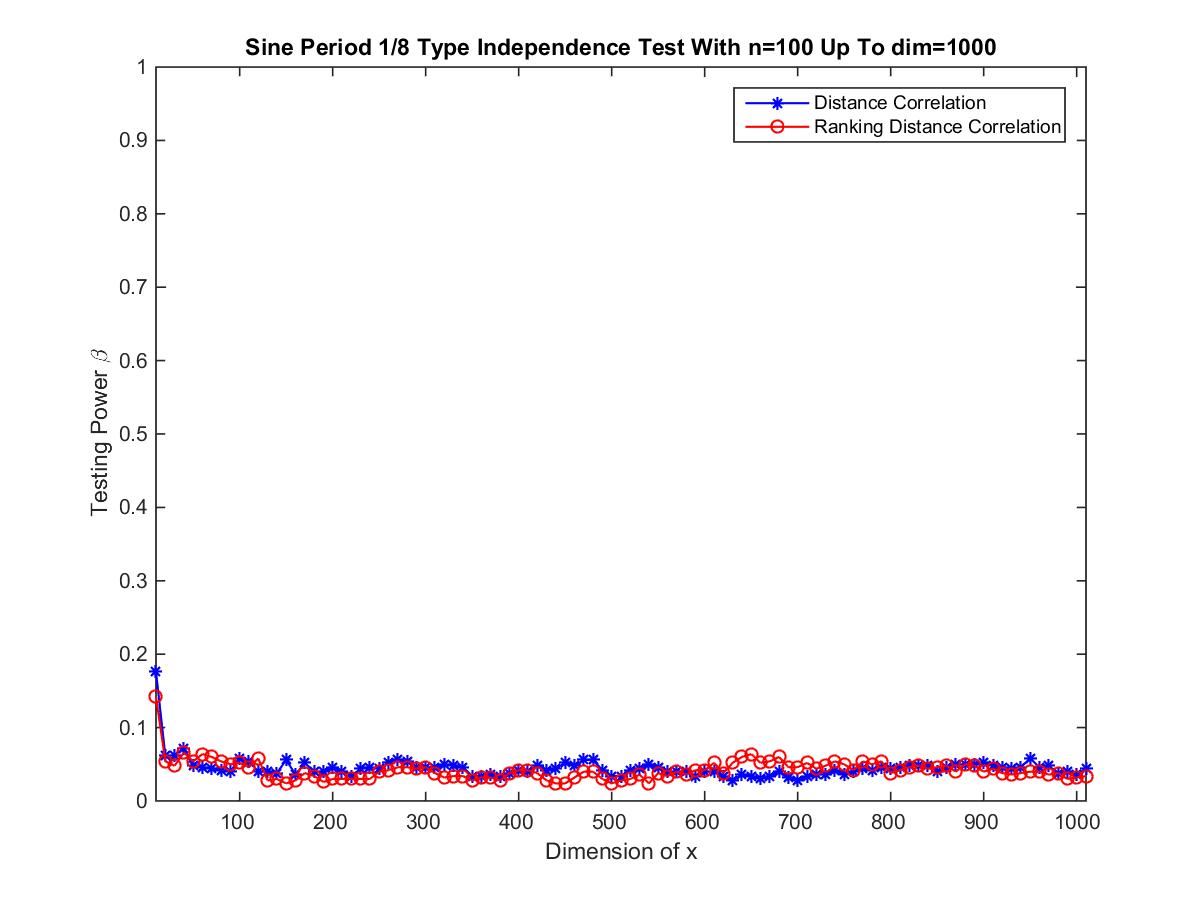 Sine Period 1/8 Type Independence Test With n=100 Up To dim=1000
Distance Correlation
Ranking Distance Correlation
1
0.9
0.8
0.7
0.6
0.5
0.4
0.3
0.2
0.1
0
Testing Power β
100 200 300 400 500 600 700 800 900 1000
Dimension of x